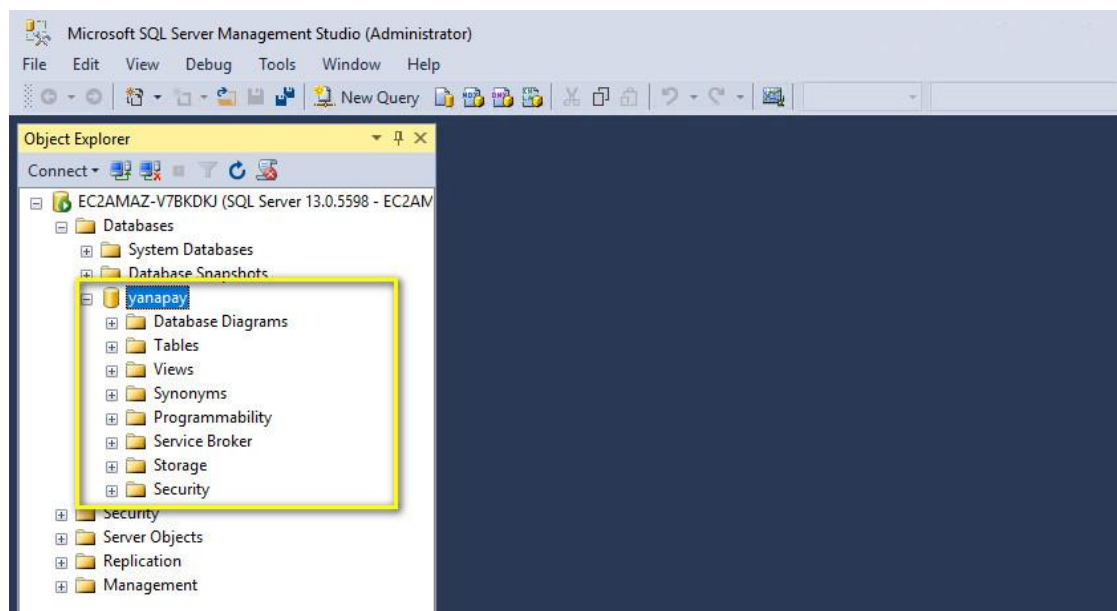 Microsoft SQL Server Management Studio (Administrator)
File Edit View Debug Tools Window Help
New Query
Object Explorer
Connect
EC2AMAZ-V7BKDKJ (SQL Server 13.0.5598 - EC2AM
Databases
System Databases
Database Snapshots
yanapay
Database Diagrams
Tables
Views
Synonyms
Programmability
Service Broker
Storage
Security
Security
Server Objects
Replication
Management